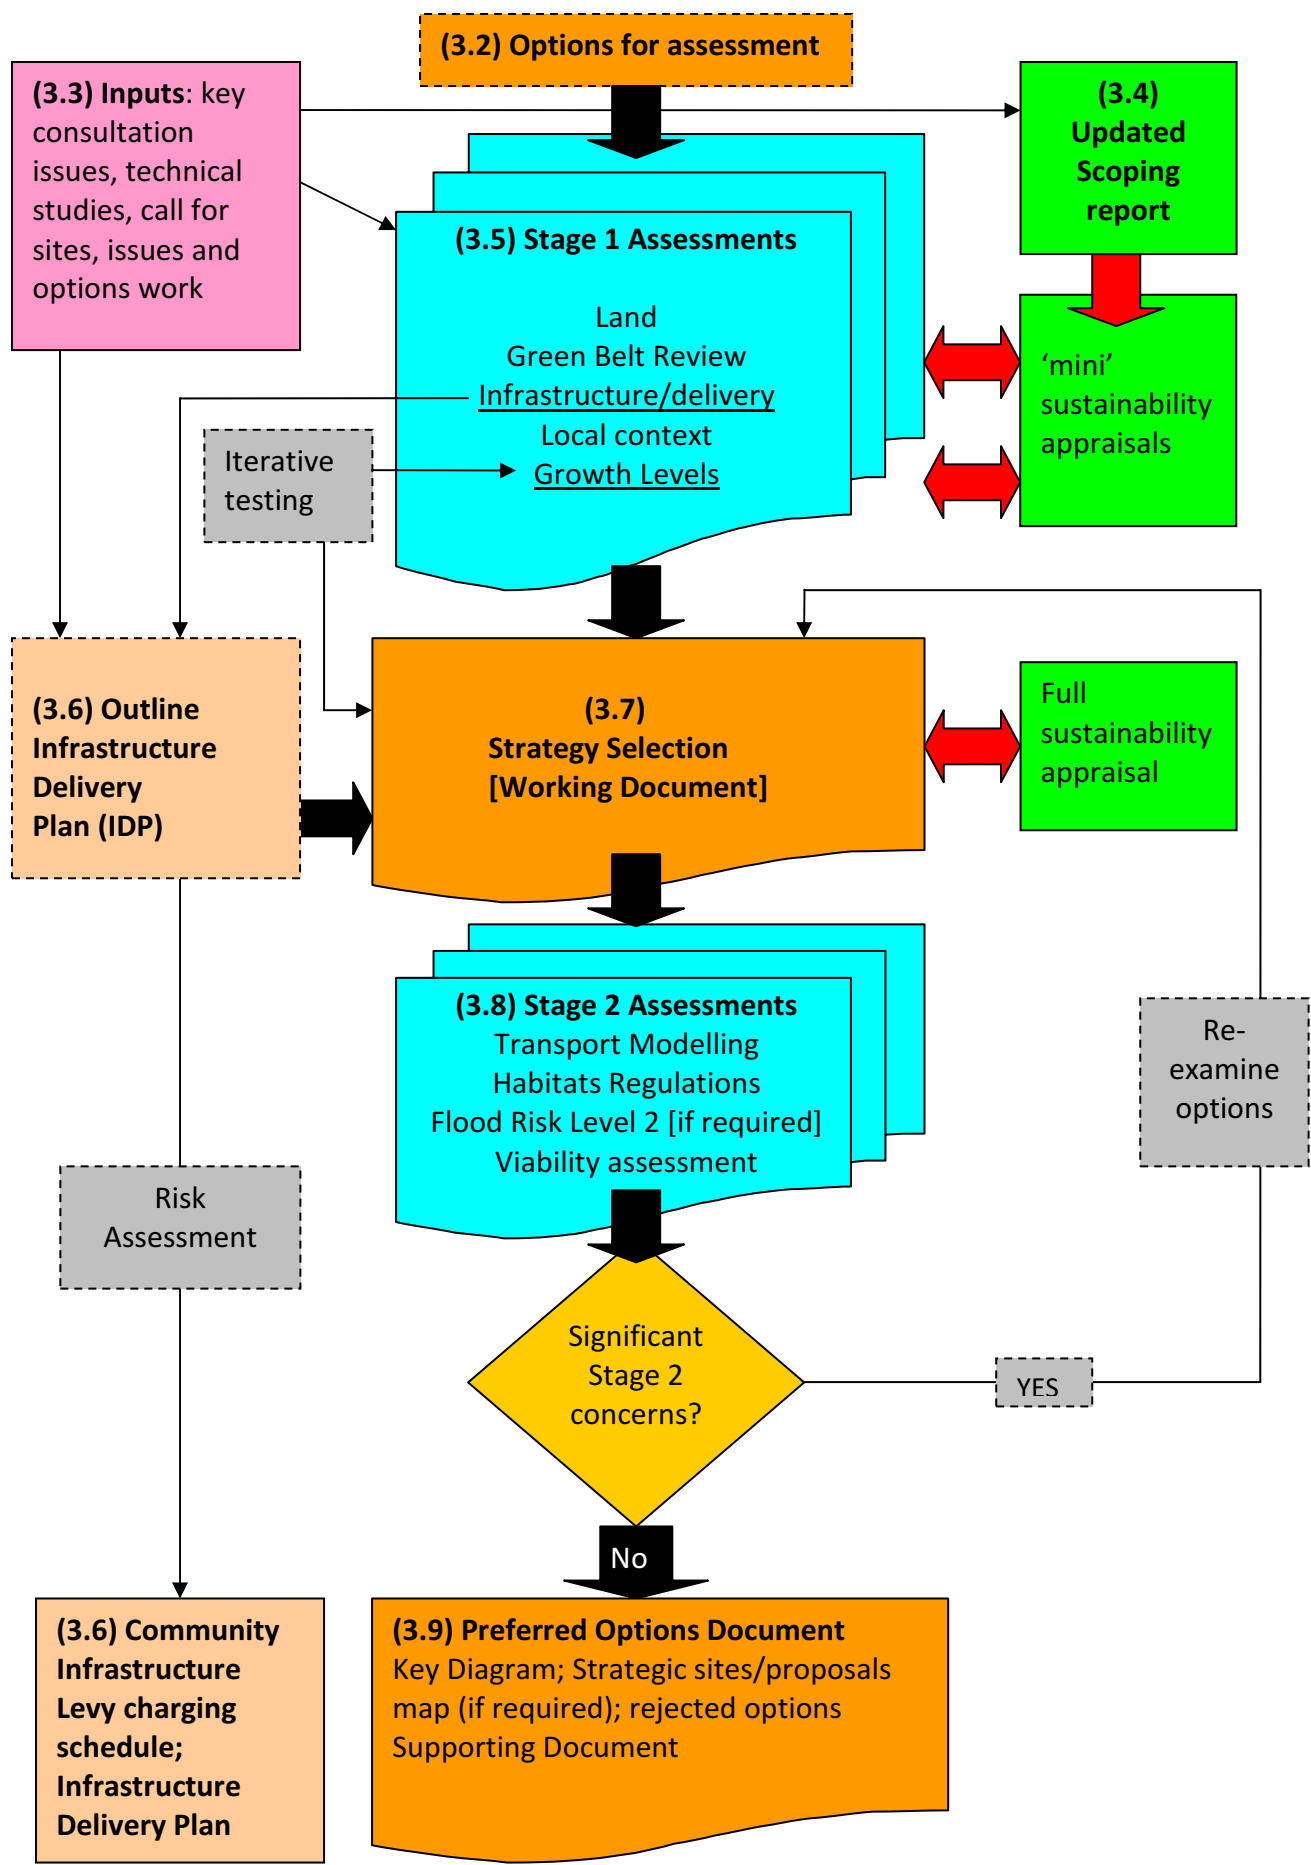 (3.2) Options for assessment
(3.3) Inputs: key
consultation
issues, technical
studies, call for
sites, issues and
options work
(3.4)
Updated
Scoping
report
(3.5) Stage 1 Assessments
Land
Green Belt Review
Infrastructure/delivery
Local context
Growth Levels
‘mini’
sustainability
appraisals
Iterative
testing
(3.6) Outline
Infrastructure
Delivery
Plan (IDP)
(3.7)
Strategy Selection
[Working Document]
Full
sustainability
appraisal
(3.8) Stage 2 Assessments
Transport Modelling
Habitats Regulations
Flood Risk Level 2 [if required]
Viability assessment
Re-
examine
options
Risk
Assessment
Significant
Stage 2
concerns?
YES
No
(3.6) Community
Infrastructure
Levy charging
schedule;
Infrastructure
Delivery Plan
(3.9) Preferred Options Document
Key Diagram; Strategic sites/proposals
map (if required); rejected options
Supporting Document